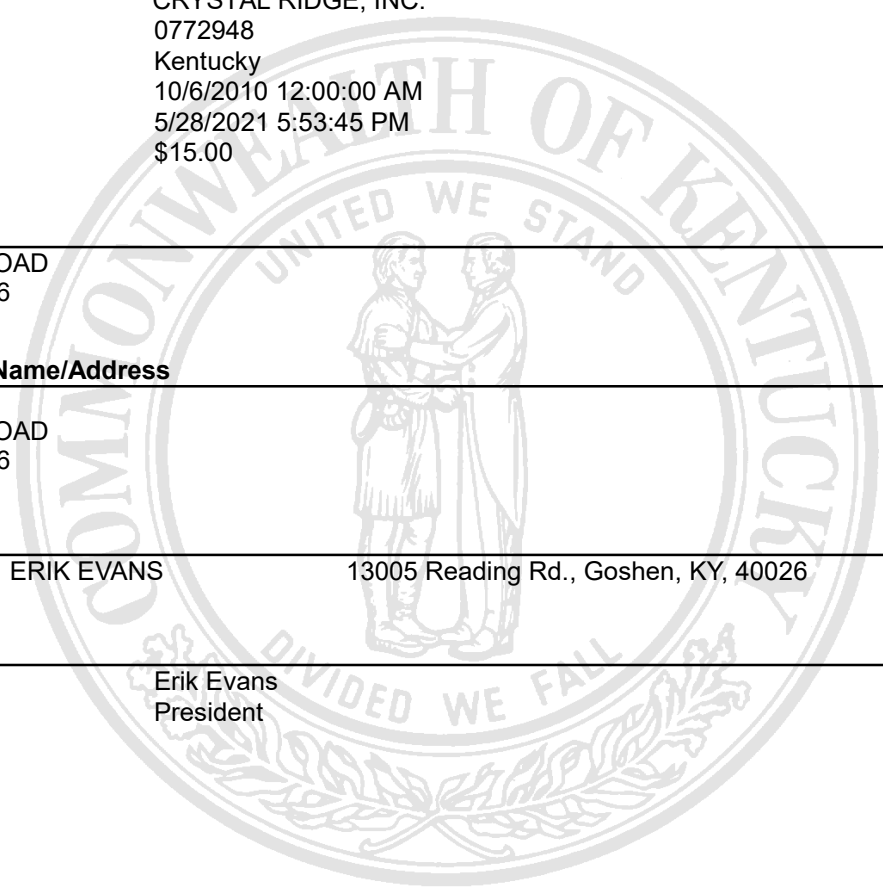 CRYSTAL RIDGE, INC.
0772948
Kentucky
10/6/2010 12:00:00 AM
5/28/2021 5:53:45 PM
$15.00
COMMONWEALTH OF KENTUCKY
UNITED WE STAND
OAD
6
Name/Address
OAD
6
ERIK EVANS 13005 Reading Rd., Goshen, KY, 40026
DIVIDED WE FALL
Erik Evans
President